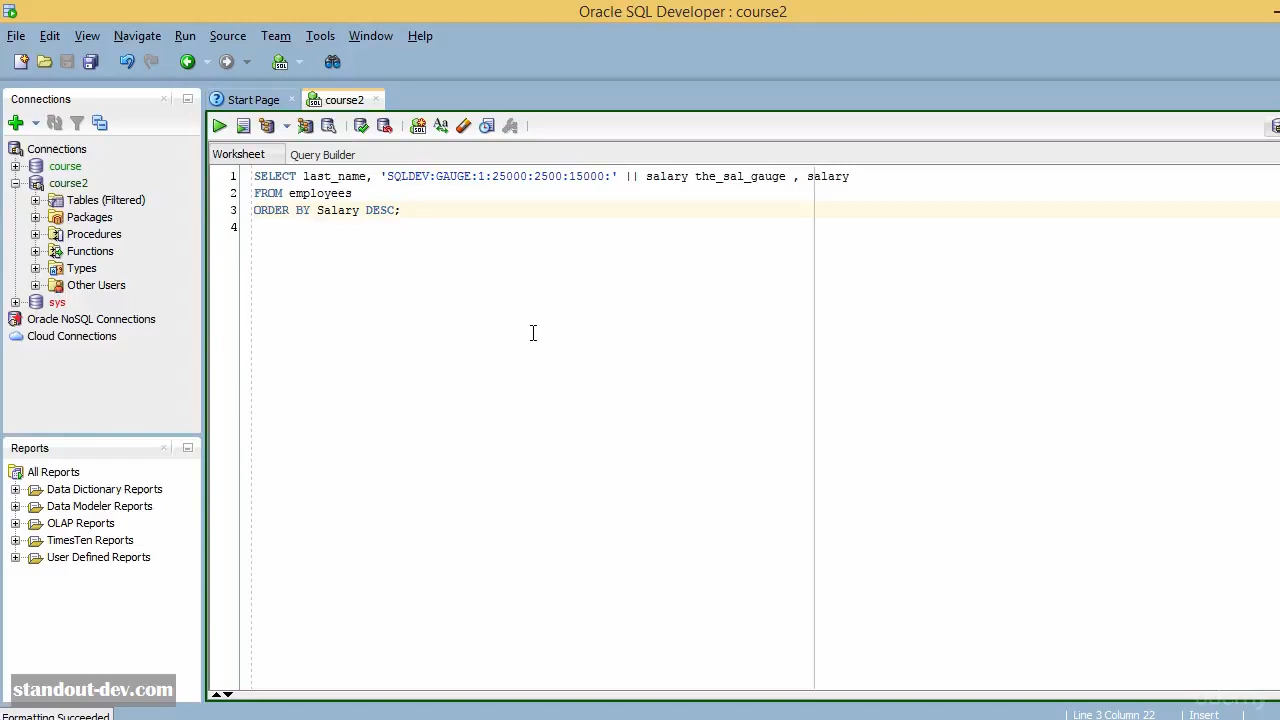 Oracle SQL Developer : course2
File Edit View Navigate Run Source Team Tools Window Help
Connections
Start Page
course2
Worksheet
Query Builder
Connections
course
course2
Tables (Filtered)
Packages
Procedures
Functions
Types
Other Users
sys
Oracle NoSQL Connections
Cloud Connections
1 SELECT last_name, 'SQLDEV:GAUGE:1:25000:2500:15000:' || salary the_sal_gauge , salary
2 FROM employees
3 ORDER BY Salary DESC;
4
Reports
All Reports
Data Dictionary Reports
Data Modeler Reports
OLAP Reports
TimesTen Reports
User Defined Reports
standout-dev.com
Formatting Succeeded
Line 3 Column 22
Insert
udemy